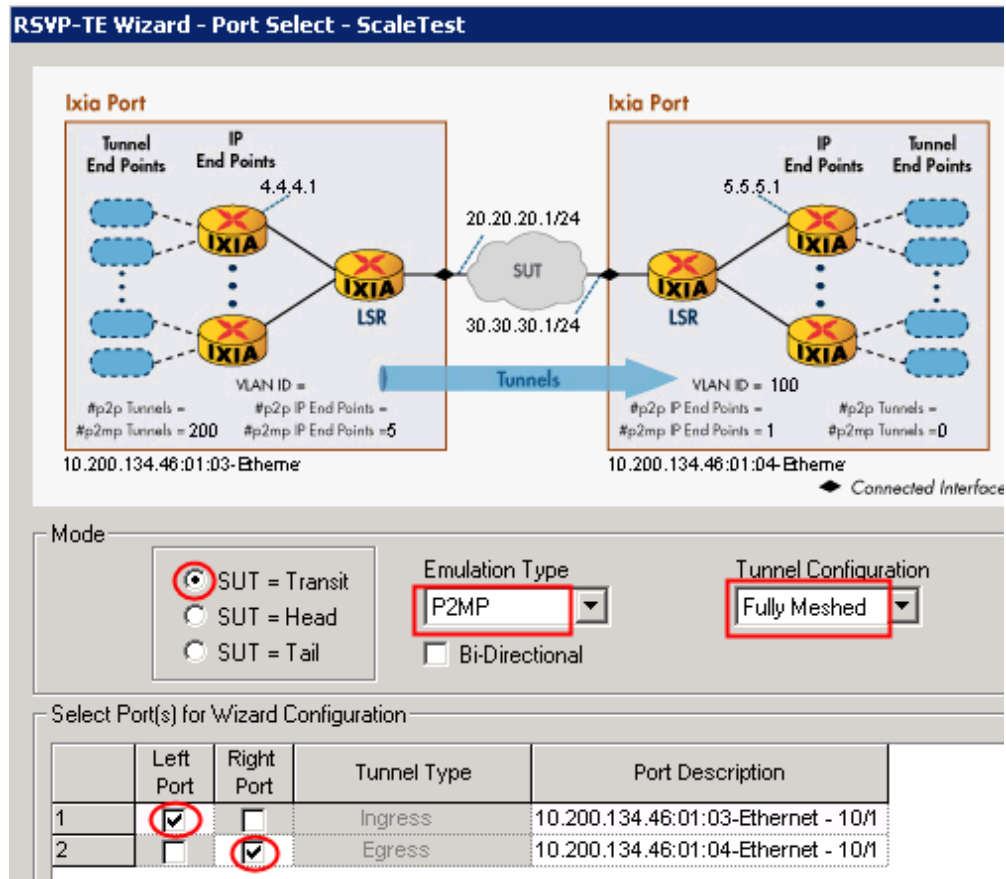 RSVP-TE Wizard - Port Select - ScaleTest
Ixia Port
Ixia Port
Tunnel End Points
IP End Points
IP End Points
Tunnel End Points
4.4.4.1
5.5.5.1
20.20.20.1/24
IXIA
IXIA
SUT
IXIA
IXIA
LSR
LSR
30.30.30.1/24
IXIA
IXIA
Tunnels
VLAN ID =
VLAN ID = 100
#p2p Tunnels =
#p2p IP End Points =
#p2p IP End Points =
#p2p Tunnels =
#p2mp Tunnels = 200
#p2mp IP End Points =5
#p2mp IP End Points = 1
#p2mp Tunnels =0
10.200.134.46:01:03-Etherne
10.200.134.46:01:04-Etherne
Connected Interface
Mode
SUT = Transit
SUT = Head
SUT = Tail
Emulation Type
P2MP
Bi-Directional
Tunnel Configuration
Fully Meshed
Select Port(s) for Wizard Configuration
Left Port
Right Port
Tunnel Type
Port Description
1 Ingress 10.200.134.46:01:03-Ethernet - 10/1
2 Egress 10.200.134.46:01:04-Ethernet - 10/1